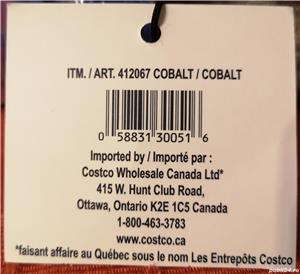 ITM. / ART. 412067 COBALT / COBALT
0 58831 30051 6
Imported by / Importé par :
Costco Wholesale Canada Ltd*
415 W. Hunt Club Road,
Ottawa, Ontario K2E 1C5 Canada
1-800-463-3783
www.costco.ca
*faisant affaire au Québec sous le nom Les Entrepôts Costco
publi24.ro